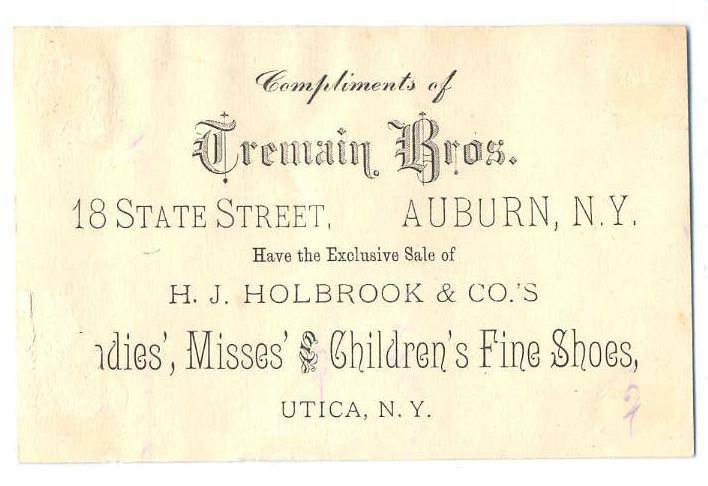 Compliments of
Tremain Bros.
18 STATE STREET, AUBURN, N.Y.
Have the Exclusive Sale of
H. J. HOLBROOK & CO.'S
adies', Misses' & Children's Fine Shoes,
UTICA, N. Y.